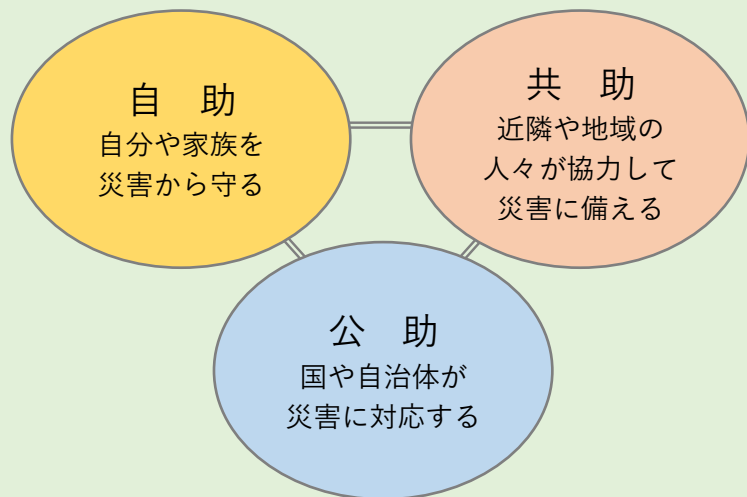 自　助
自分や家族を
災害から守る
共　助
近隣や地域の
人々が協力して
災害に備える
公　助
国や自治体が
災害に対応する